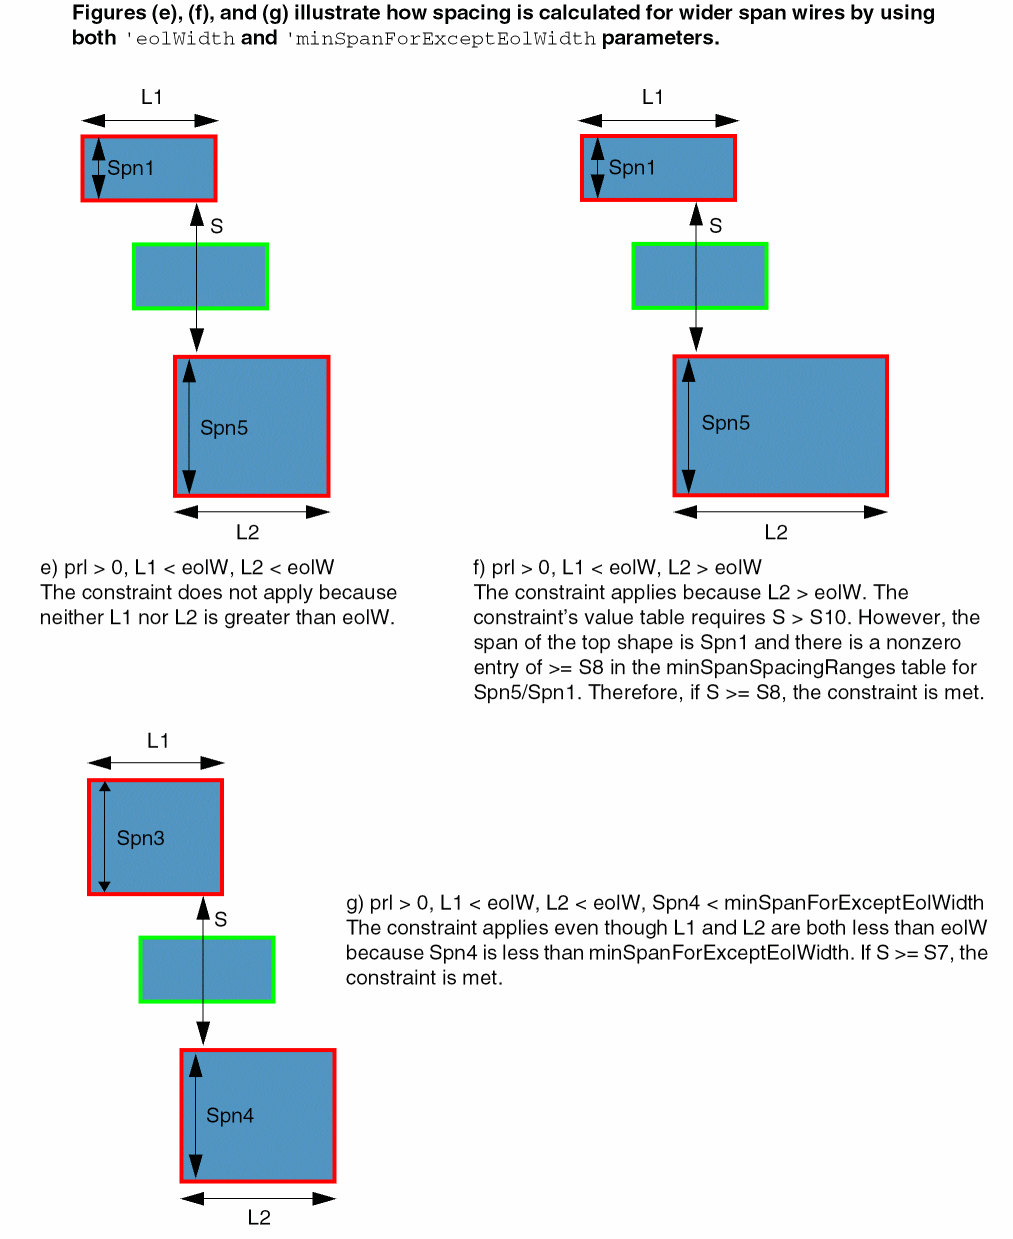 Figures (e), (f), and (g) illustrate how spacing is calculated for wider span wires by using
both 'eolWidth and 'minSpanForExceptEolWidth parameters.
L1
Spn1
S
Spn5
L2
e) prl > 0, L1 < eolW, L2 < eolW
The constraint does not apply because
neither L1 nor L2 is greater than eolW.
L1
Spn1
S
Spn5
L2
f) prl > 0, L1 < eolW, L2 > eolW
The constraint applies because L2 > eolW. The
constraint's value table requires S > S10. However, the
span of the top shape is Spn1 and there is a nonzero
entry of >= S8 in the minSpanSpacingRanges table for
Spn5/Spn1. Therefore, if S >= S8, the constraint is met.
L1
Spn3
S
Spn4
L2
g) prl > 0, L1 < eolW, L2 < eolW, Spn4 < minSpanForExceptEolWidth
The constraint applies even though L1 and L2 are both less than eolW
because Spn4 is less than minSpanForExceptEolWidth. If S >= S7, the
constraint is met.